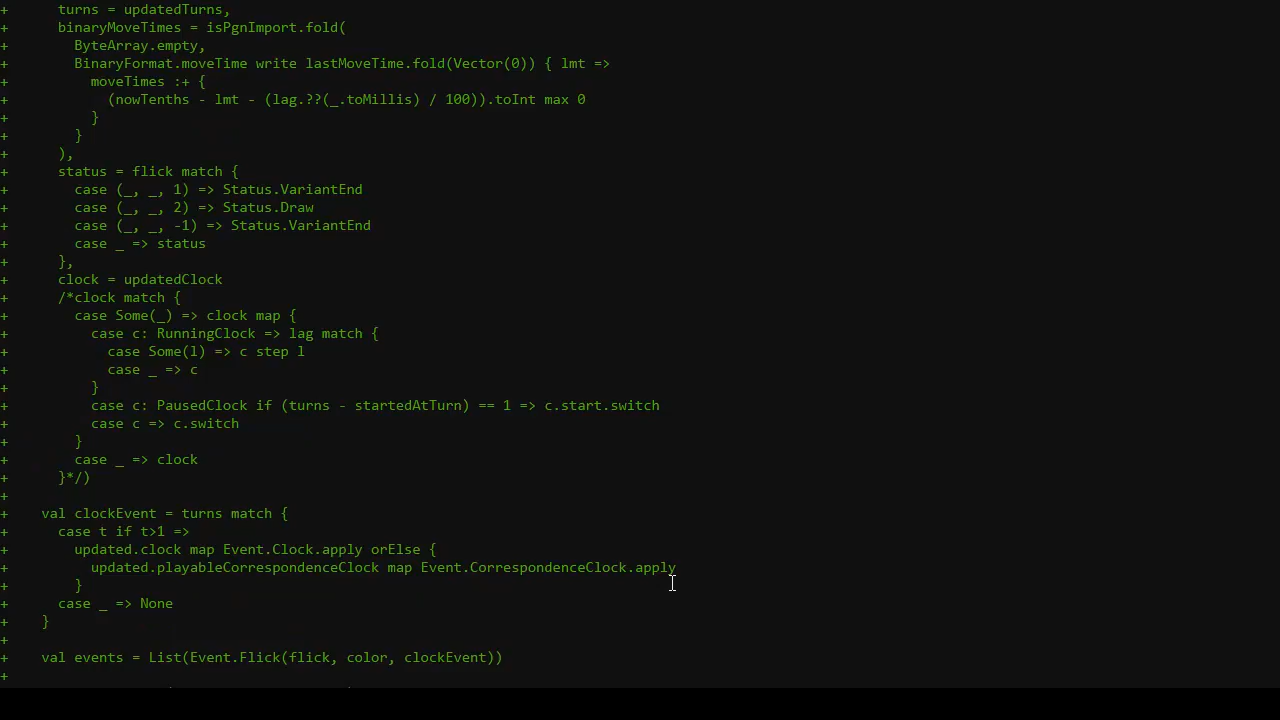 +      turns = updatedTurns,
+      binaryMoveTimes = isPgnImport.fold(
+        ByteArray.empty,
+        BinaryFormat.moveTime write lastMoveTime.fold(Vector(0)) { lmt =>
+          moveTimes :+ {
+            (nowTenths - lmt - (lag.??(_.toMillis) / 100)).toInt max 0
+          }
+        }
+      ),
+      status = flick match {
+        case (_, _, 1) => Status.VariantEnd
+        case (_, _, 2) => Status.Draw
+        case (_, _, -1) => Status.VariantEnd
+        case _ => status
+      },
+      clock = updatedClock
+      /*clock match {
+        case Some(_) => clock map {
+          case c: RunningClock => lag match {
+            case Some(l) => c step l
+            case _ => c
+          }
+          case c: PausedClock if (turns - startedAtTurn) == 1 => c.start.switch
+          case c => c.switch
+        }
+        case _ => clock
+      }*/)
+
+    val clockEvent = turns match {
+      case t if t>1 =>
+        updated.clock map Event.Clock.apply orElse {
+          updated.playableCorrespondenceClock map Event.CorrespondenceClock.apply
+        }
+      case _ => None
+    }
+
+    val events = List(Event.Flick(flick, color, clockEvent))
+